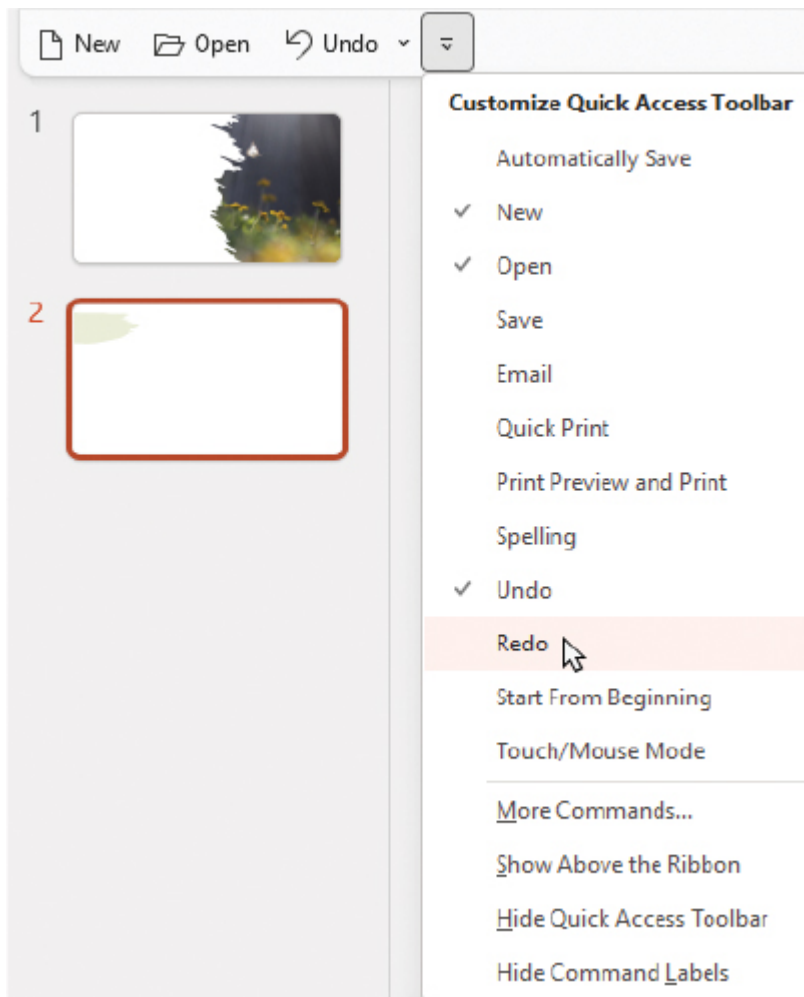 New Open Undo
Customize Quick Access Toolbar
1
Automatically Save
New
Open
2
Save
Email
Quick Print
Print Preview and Print
Spelling
Undo
Redo
Start From Beginning
Touch/Mouse Mode
More Commands...
Show Above the Ribbon
Hide Quick Access Toolbar
Hide Command Labels